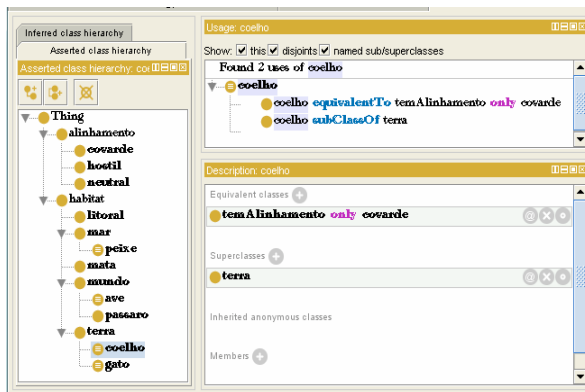 Inferred class hierarchy
Asserted class hierarchy
Asserted class hierarchy: coe
Thing
alinhamento
covarde
hostil
neutral
habitat
litoral
mar
peixe
mata
mundo
ave
passaro
terra
coelho
gato
Usage: coelho
Show: this disjoints named sub/superclasses
Found 2 uses of coelho
coelho
coelho equivalentTo temAlinhamento only covarde
coelho subClassOf terra
Description: coelho
Equivalent classes
temAlinhamento only covarde
Superclasses
terra
Inherited anonymous classes
Members